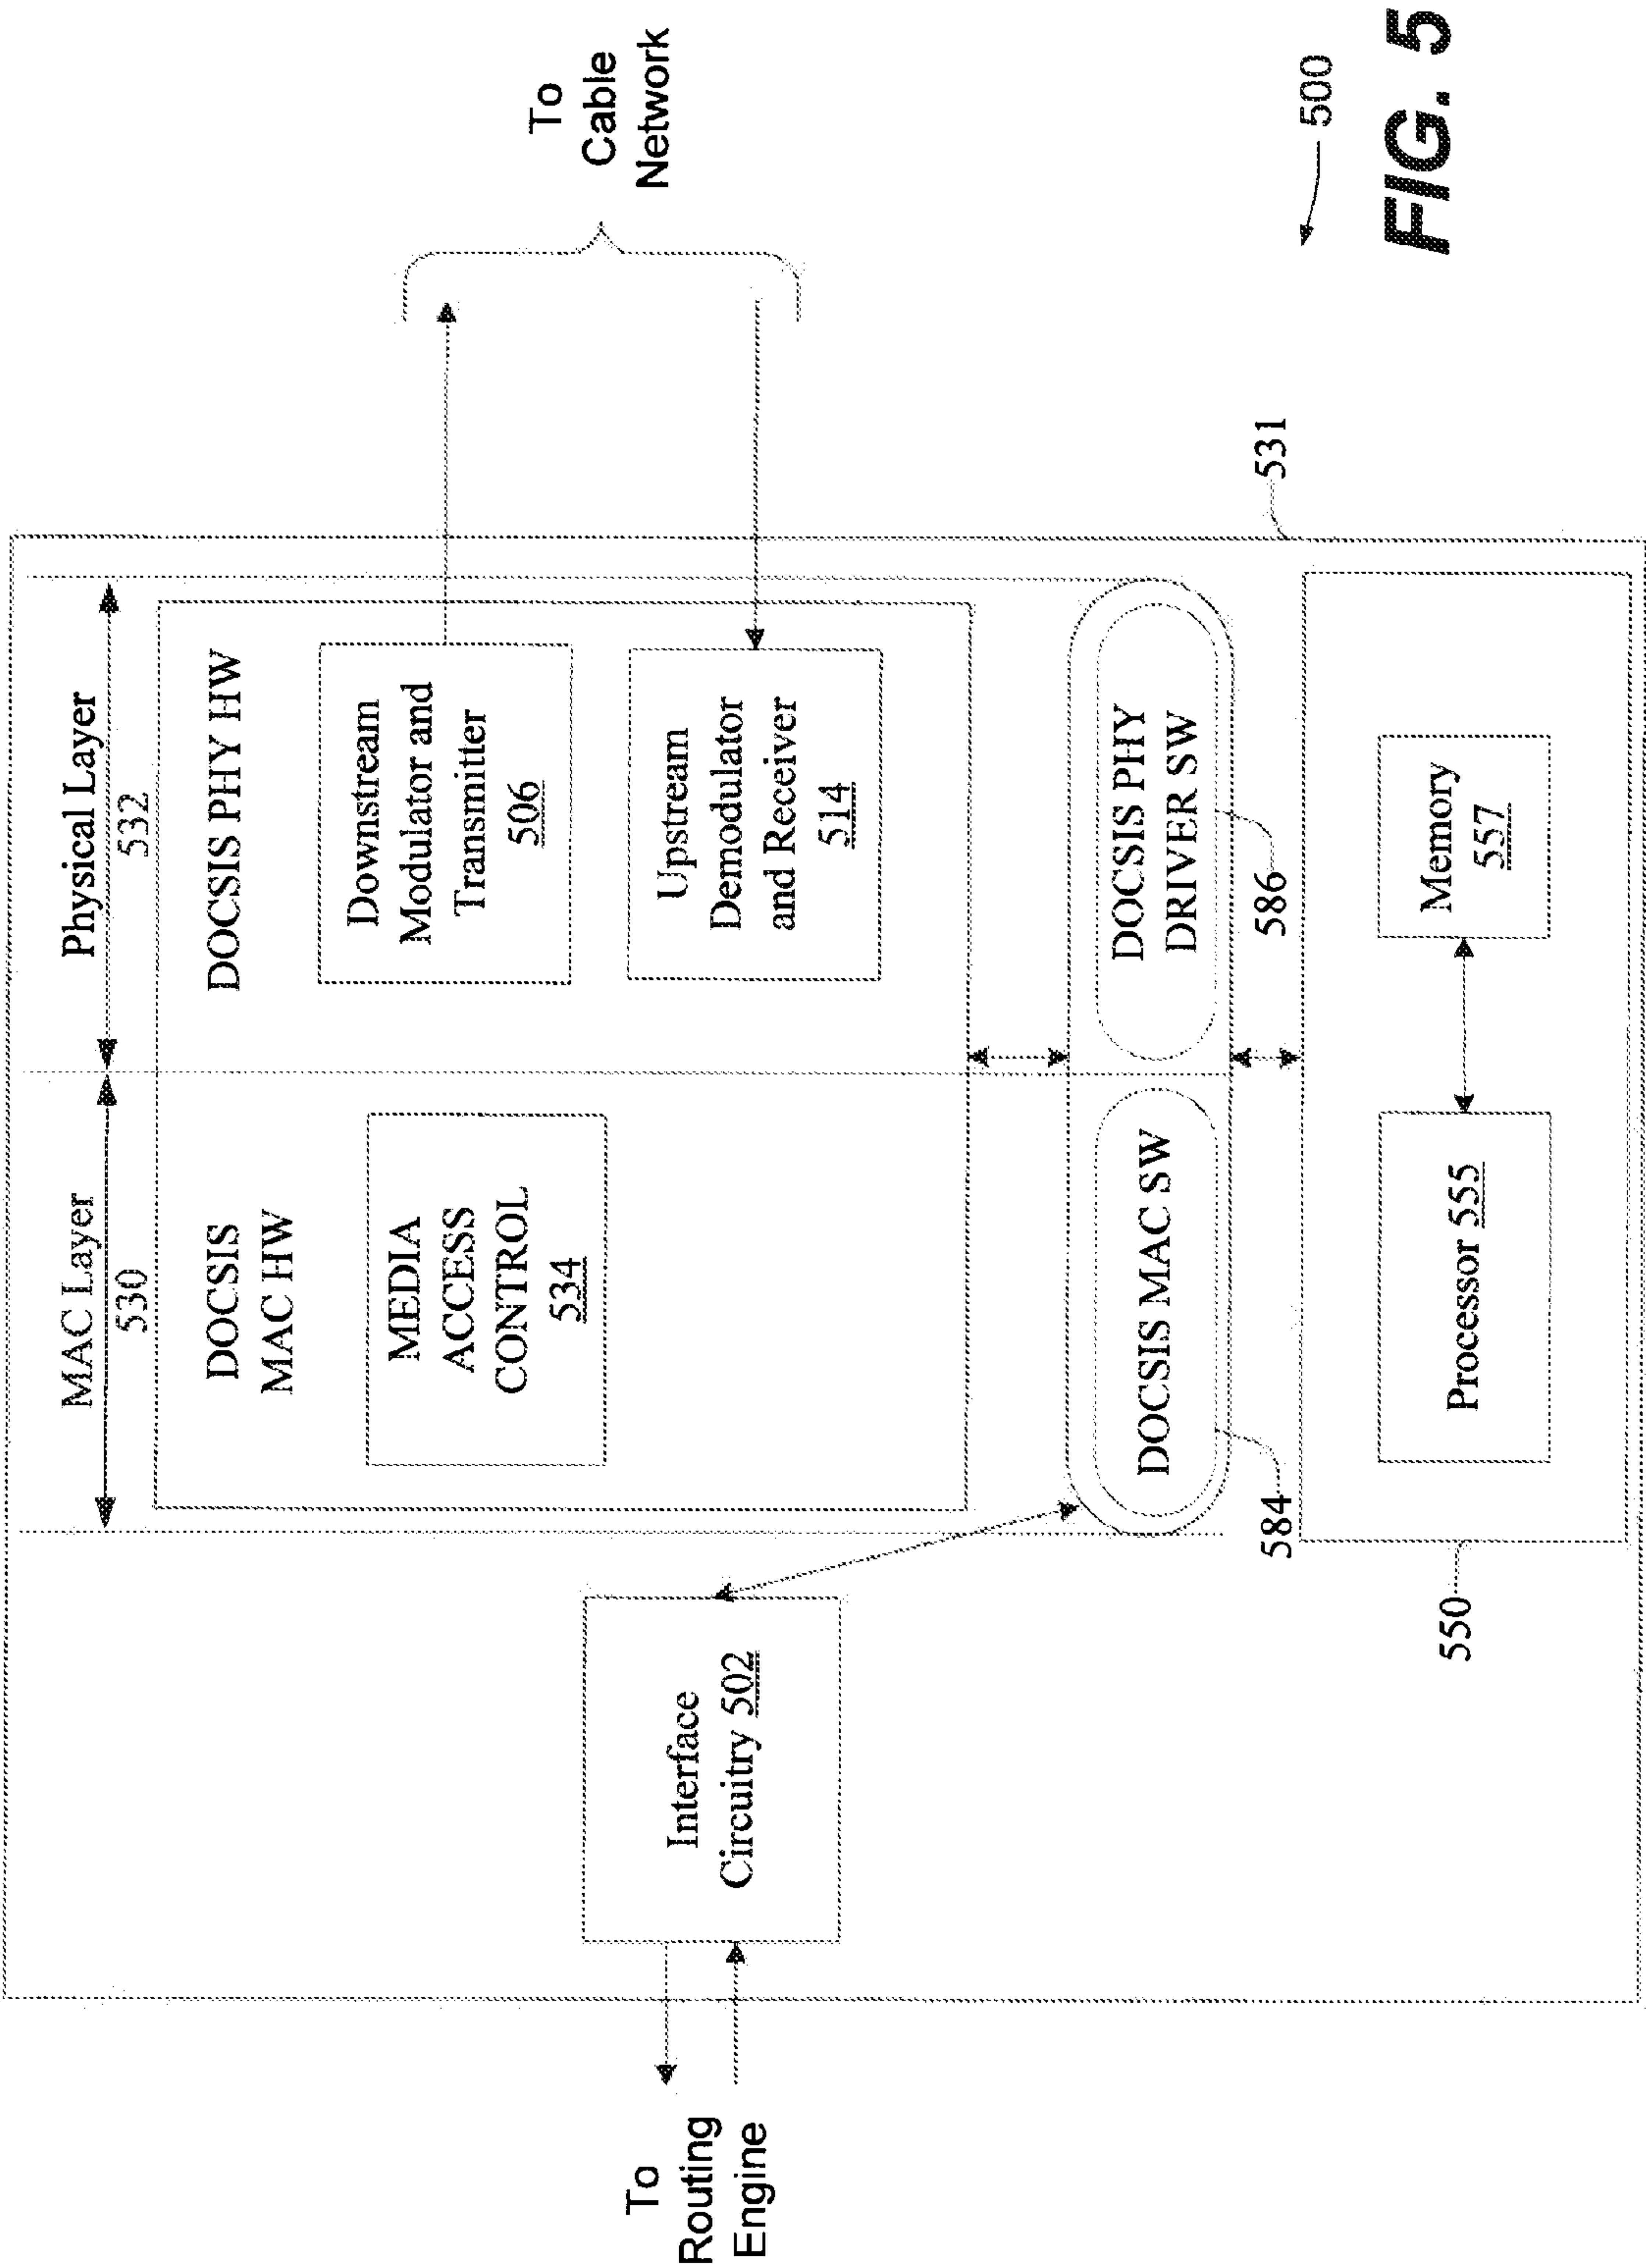 MAC Layer
530
Physical Layer
532
DOCSIS
MAC HW
DOCSIS PHY HW
MEDIA
ACCESS
CONTROL
534
Downstream
Modulator and
Transmitter
506
Upstream
Demodulator
and Receiver
514
To
Cable
Network
Interface
Circuitry 502
To
Routing
Engine
DOCSIS MAC SW
DOCSIS PHY
DRIVER SW
584
586
531
Processor 555
Memory
557
550
500
FIG. 5